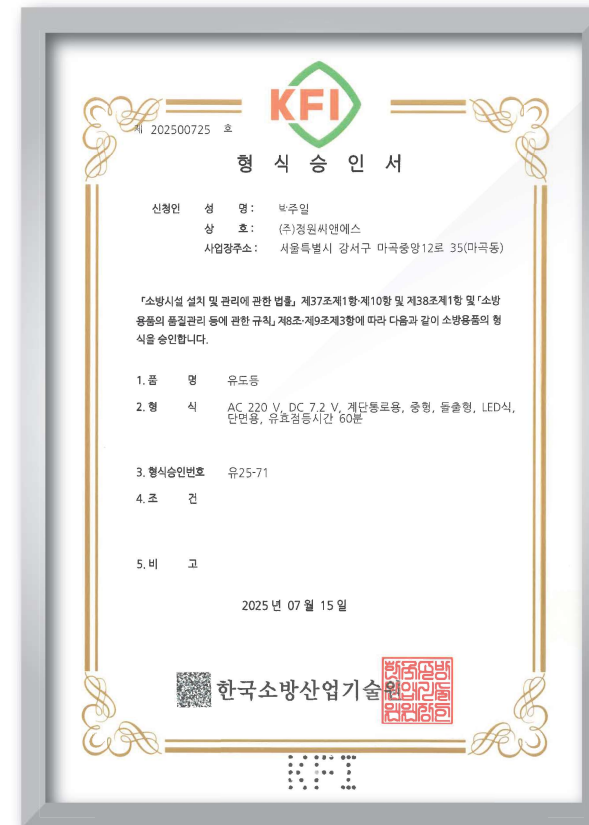 KFI
제 202500725 호
형 식 승 인 서
신청인 성 명 : 박주일
상 호 : (주)정원씨앤에스
사업장주소 : 서울특별시 강서구 마곡중앙12로 35(마곡동)
「소방시설 설치 및 관리에 관한 법률」 제37조제1항·제10항 및 제38조제1항 및 「소방
용품의 품질관리 등에 관한 규칙」 제8조·제9조제3항에 따라 다음과 같이 소방용품의 형
식을 승인합니다.
1. 품 명 유도등
2. 형 식 AC 220 V, DC 7.2 V, 계단통로용, 중형, 돌출형, LED식,
단면용, 유효점등시간 60분
3. 형식승인번호 유25-71
4. 조 건
5. 비 고
2025 년 07 월 15 일
한국소방산업기술원
KFI